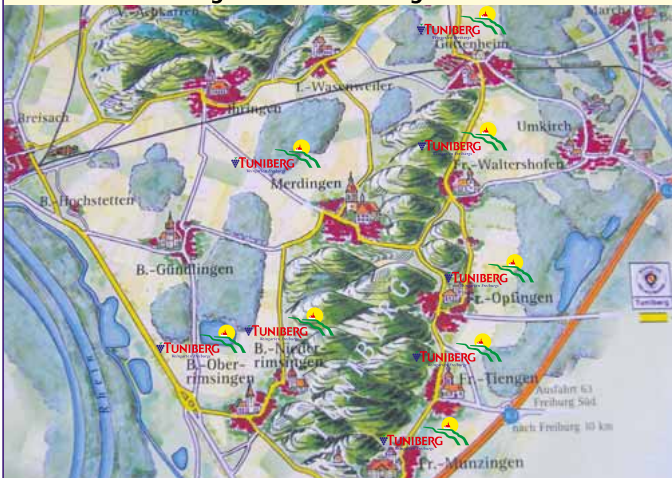 V.-Achkarren
March
TUNIBERG
Gottenheim
I.-Wasenweiler
Ihringen
Breisach
Umkirch
TUNIBERG
TUNIBERG
Fr.-Waltershofen
Merdingen
B.-Hochstetten
B.-Gündlingen
TUNIBERG
Fr.-Opfingen
Tuniberg
G
R
TUNIBERG
TUNIBERG
B.-Nieder-
rimsingen
B.-Ober-
rimsingen
TUNIBERG
Fr.-Tiengen
Rhein
Ausfahrt 63
Freiburg Süd
nach Freiburg 10 km
TUNIBERG
Fr.-Munzingen